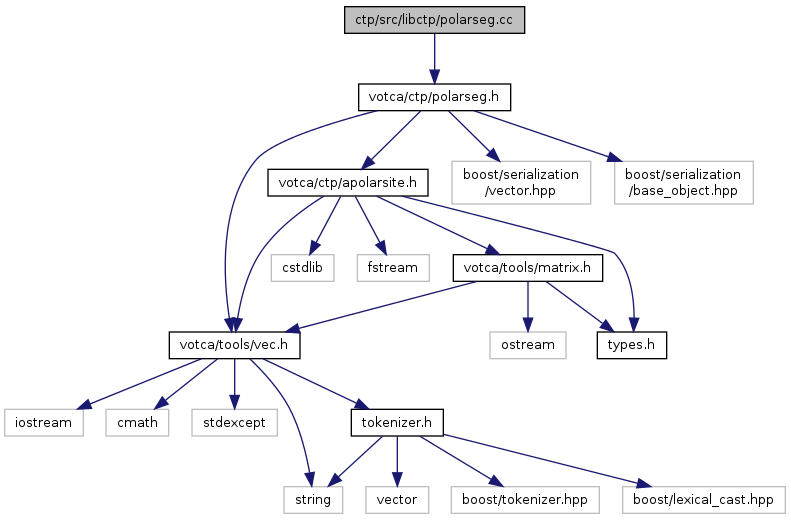 ctp/src/libctp/polarseg.cc
votca/ctp/polarseg.h
votca/ctp/apolarsite.h
boost/serialization
/vector.hpp
boost/serialization
/base_object.hpp
cstdlib
fstream
votca/tools/matrix.h
votca/tools/vec.h
ostream
types.h
iostream
cmath
stdexcept
tokenizer.h
string
vector
boost/tokenizer.hpp
boost/lexical_cast.hpp